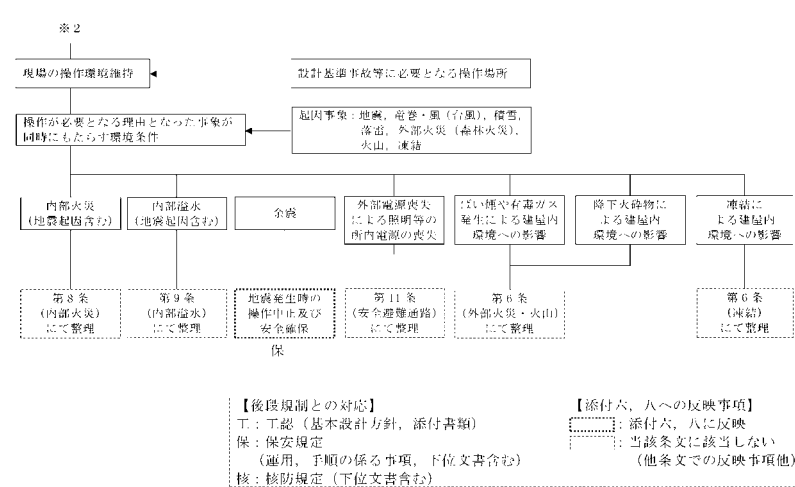 ※2
現場の操作環境維持
設計基準事故等に必要となる操作場所
操作が必要となる理由となった事象が
同時にもたらす環境条件
起因事象：地震，竜巻・風（台風），積雪，
落雷，外部火災（森林火災），
火山，凍結
内部火災
（地震起因含む）
内部溢水
（地震起因含む）
余震
外部電源喪失
による照明等の
所内電源の喪失
ばい煙や有毒ガス
発生による建屋内
環境への影響
降下火砕物
による建屋内
環境への影響
凍結に
よる建屋内
環境への影響
第8条
（内部火災）
にて整理
第9条
（内部溢水）
にて整理
地震発生時の
操作中止及び
安全確保
保
第11条
（安全避難通路）
にて整理
第6条
（外部火災・火山）
にて整理
第6条
（凍結）
にて整理
【後段規制との対応】
工：工認（基本設計方針，添付書類）
保：保安規定
（運用，手順の係る事項，下位文書含む）
核：核防規定（下位文書含む）
【添付六，八への反映事項】
：添付六，八に反映
：当該条文に該当しない
（他条文での反映事項他）